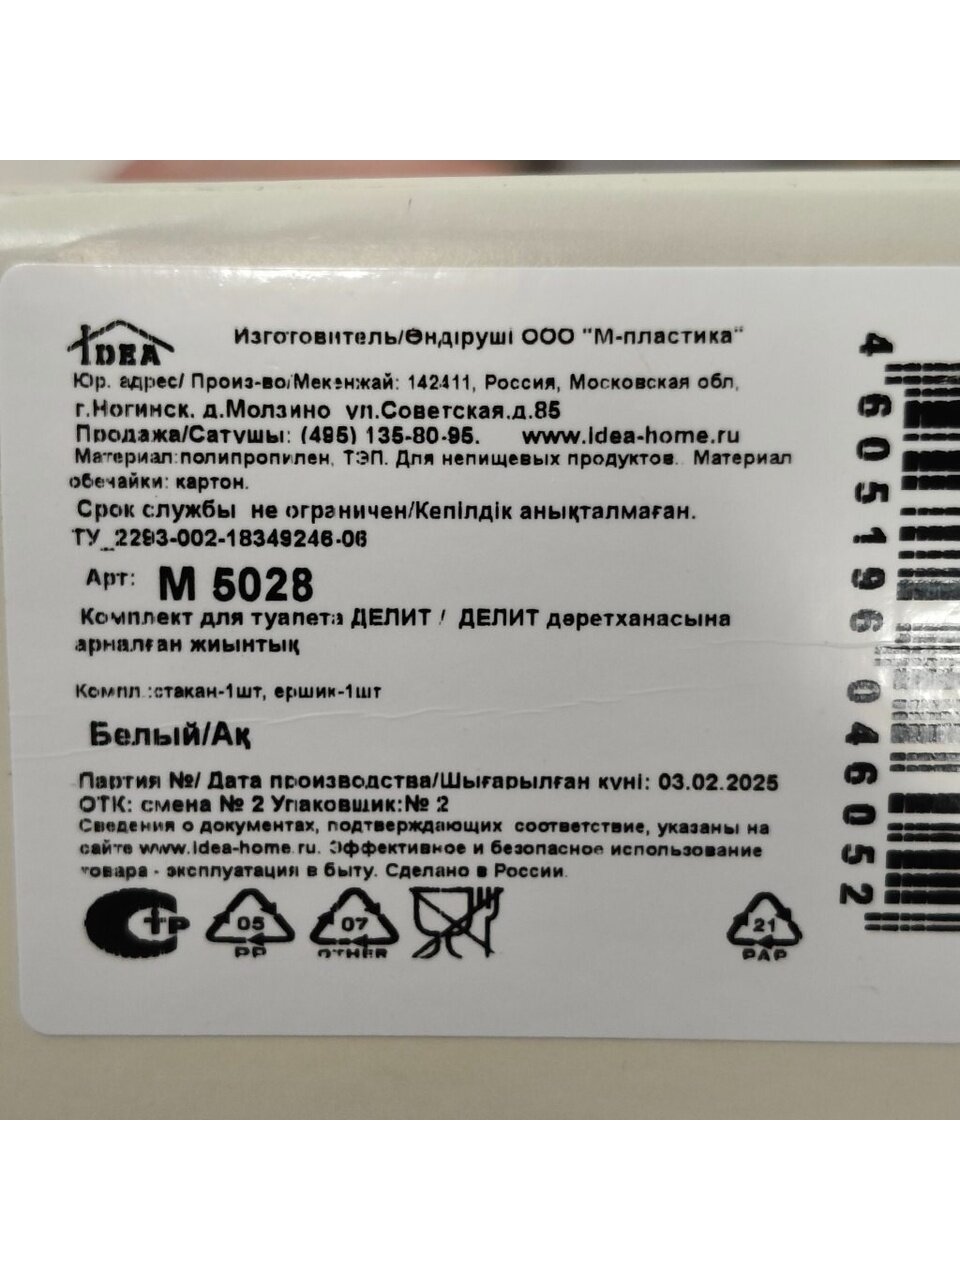 IDEA
Изготовитель/Өндіруші ООО "М-пластика"
Юр. адрес/ Произ-во/Мекенжай: 142411, Россия, Московская обл,
г.Ногинск, д.Молзино ул.Советская.д.85
Продажа/Сатушы: (495) 135-80-95. www.idea-home.ru
Материал:полипропилен, ТЭП. Для непищевых продуктов. Материал
обечайки: картон.
Срок службы не ограничен/Кепілдік анықталмаған.
ТУ_2293-002-18349246-06
Арт: М 5028
Комплект для туалета ДЕЛИТ / ДЕЛИТ дәретханасына
арналған жиынтық
Компл.:стакан-1шт, ершик-1шт
Белый/Ақ
Партия №/ Дата производства/Шығарылған күні: 03.02.2025
ОТК: смена № 2 Упаковщик:№ 2
Сведения о документах, подтверждающих соответствие, указаны на
сайте www.idea-home.ru. Эффективное и безопасное использование
товара - эксплуатация в быту. Сделано в России.
СТР
05
PP
07
OTHER
21
PAP
4605196046052